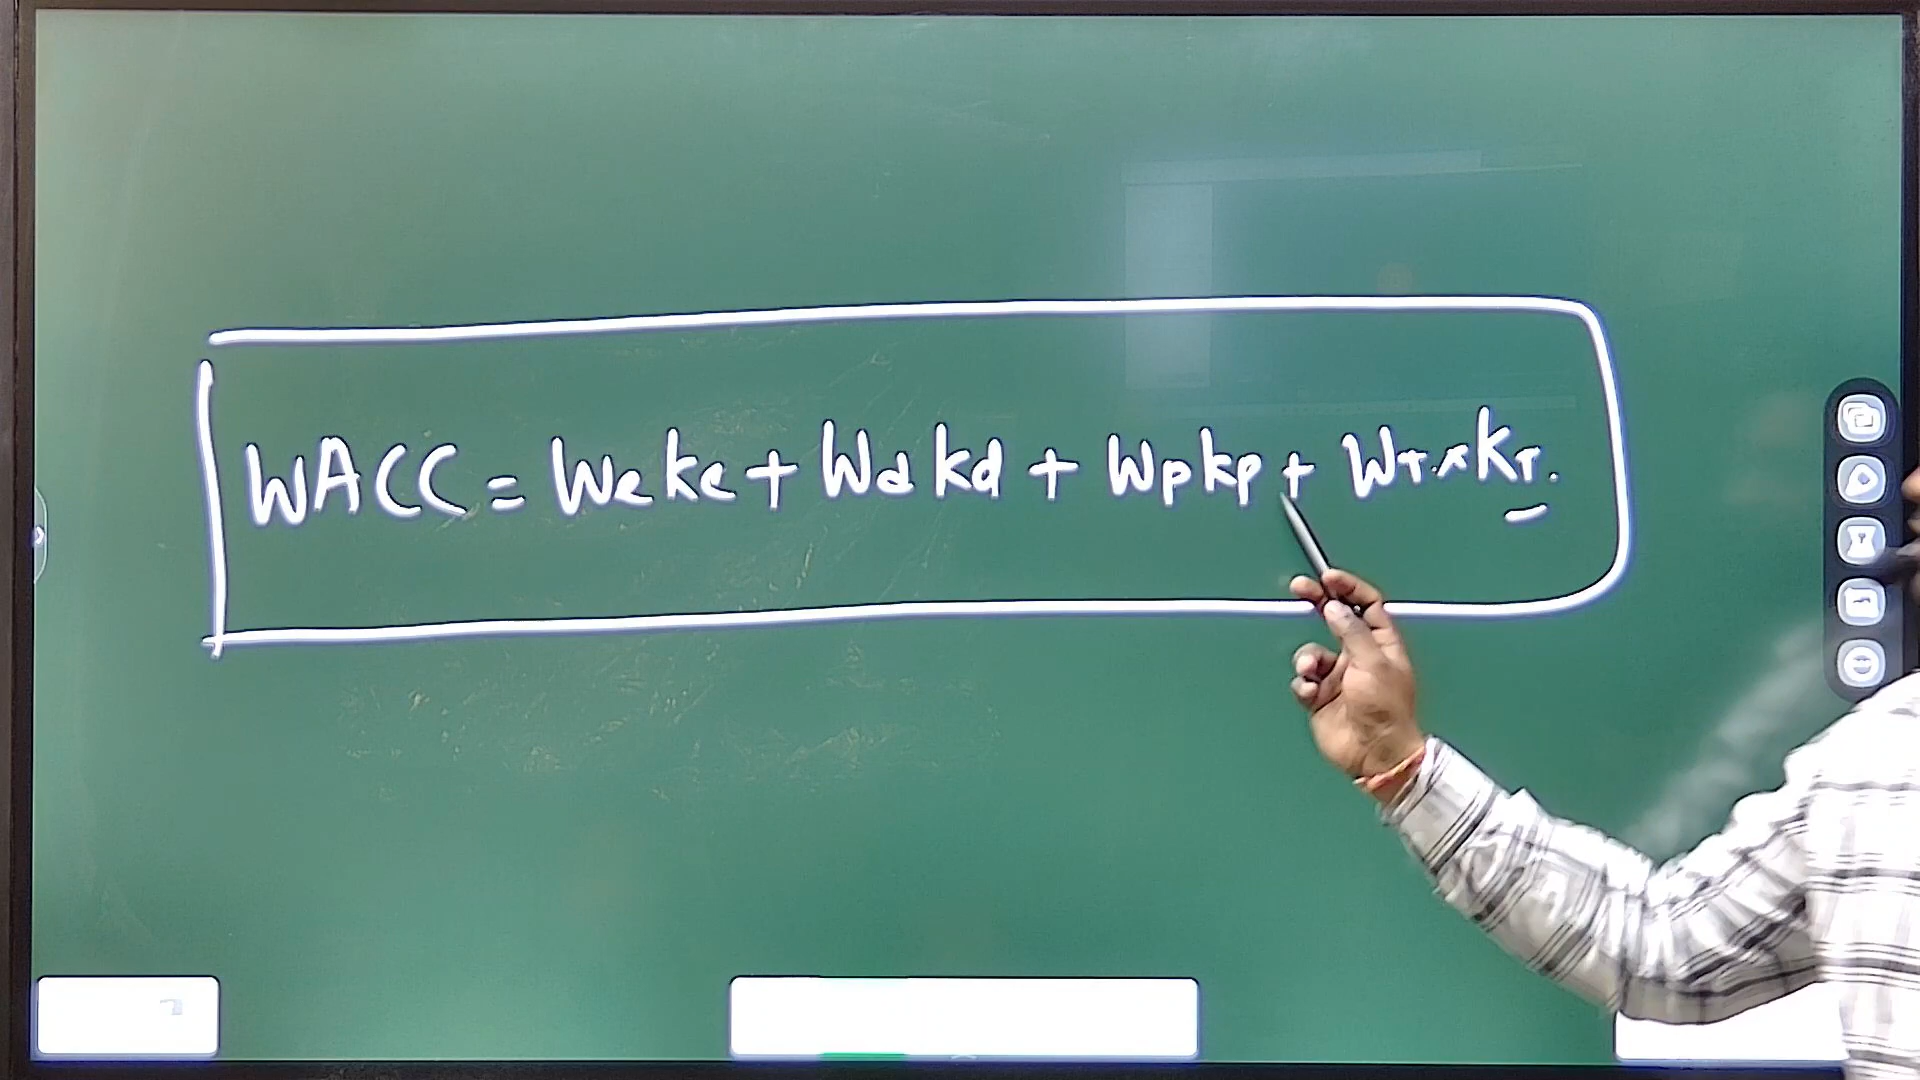 WACC = Weke + Wd kd + Wpkp + WT.×KT.